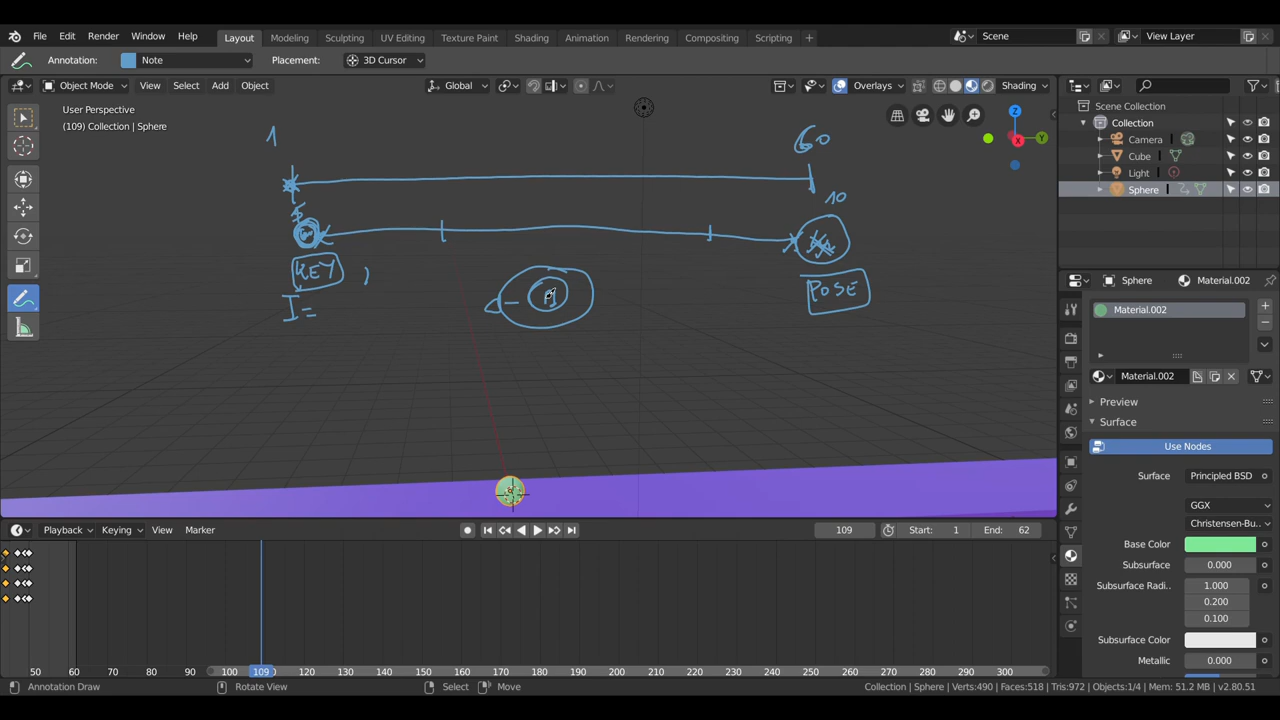 File Edit Render Window Help Layout Modeling Sculpting UV Editing Texture Paint Shading Animation Rendering Compositing Scripting + Scene View Layer
Annotation: Note Placement: 3D Cursor
Object Mode View Select Add Object Global Overlays Shading
User Perspective
(109) Collection | Sphere
Scene Collection
Collection
Camera
Cube
Light
Sphere
1 60
10
KEY POSE
I=
Z
Y
X
Sphere Material.002
Material.002
Material.002
Preview
Surface
Use Nodes
Surface Principled BSD
GGX
Christensen-Bu..
Base Color
Subsurface 0.000
Subsurface Radi.. 1.000
0.200
0.100
Subsurface Color
Metallic 0.000
Playback Keying View Marker 109 Start: 1 End: 62
50 60 70 80 90 100 109 120 130 140 150 160 170 180 190 200 210 220 230 240 250 260 270 280 290 300
Annotation Draw Rotate View Select Move Collection | Sphere | Verts:490 | Faces:518 | Tris:972 | Objects:1/4 | Mem: 51.2 MB | v2.80.51